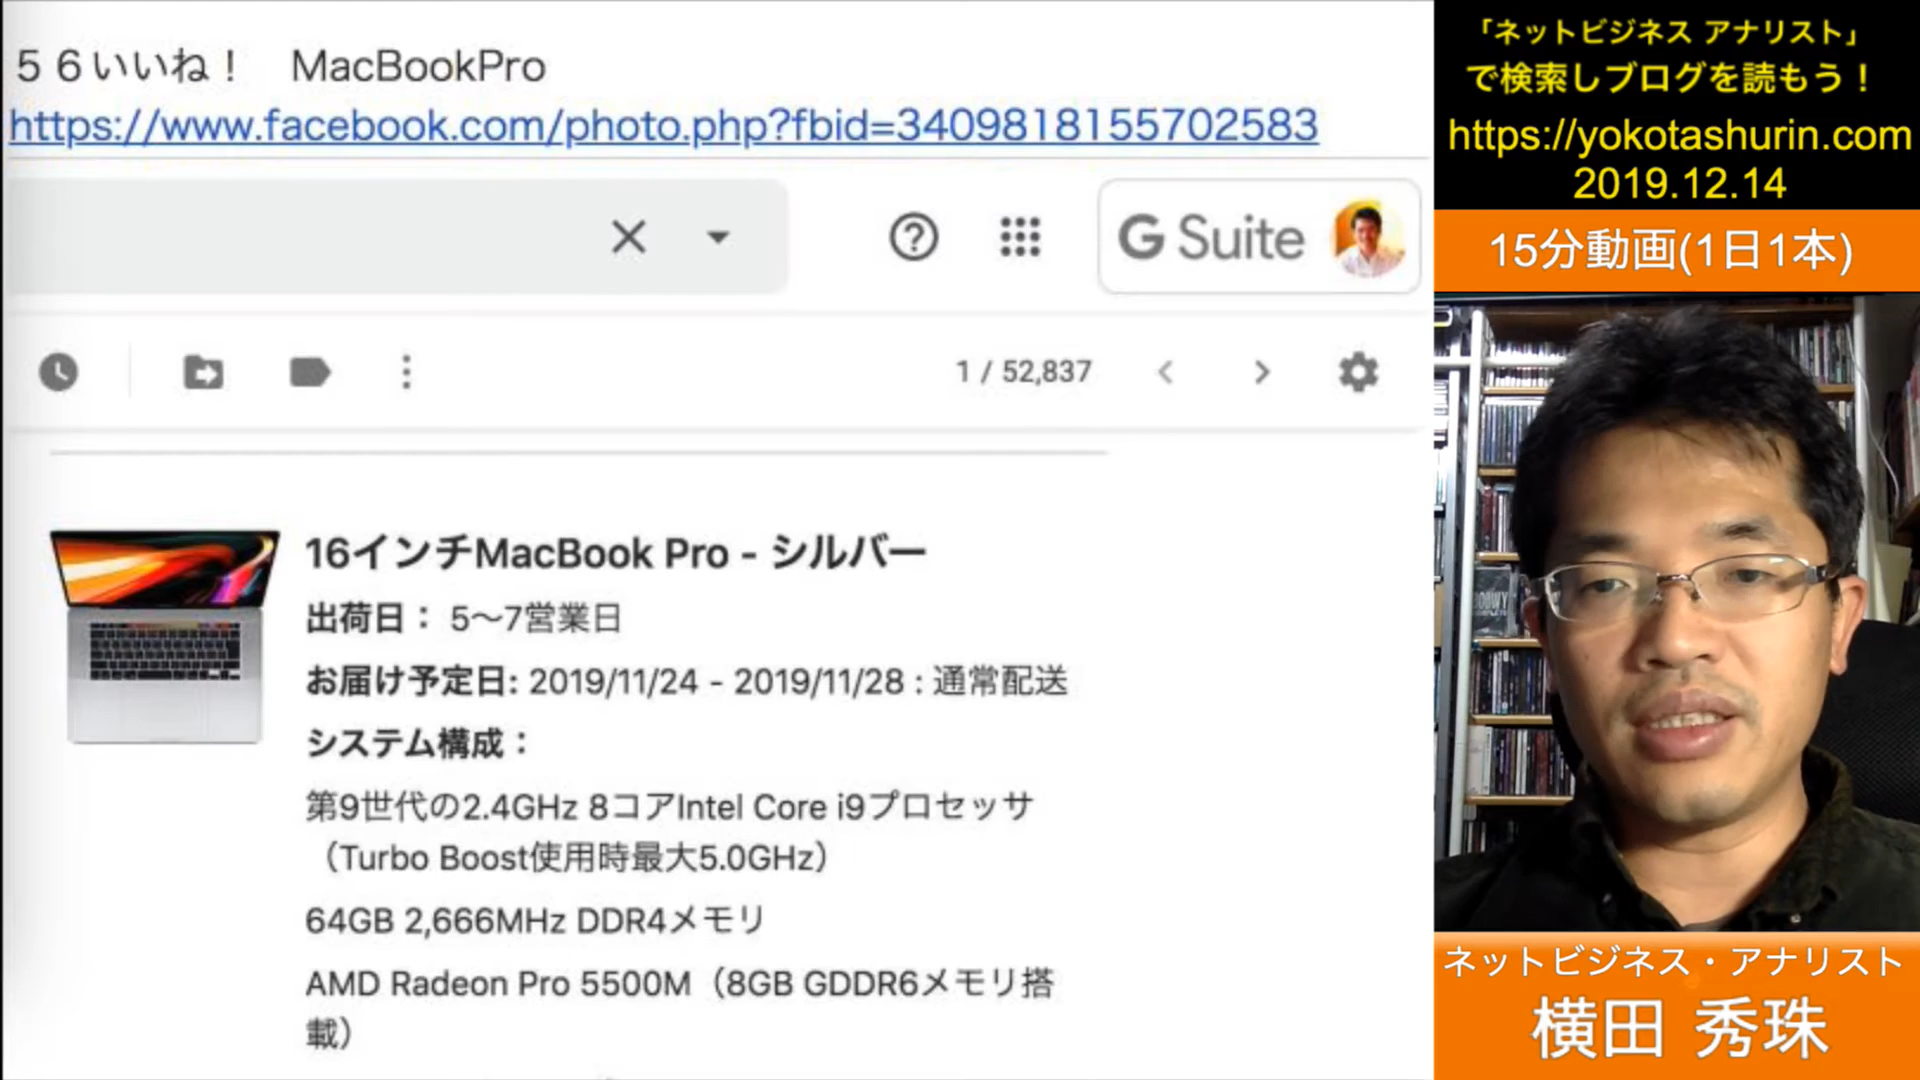 ５６いいね！　MacBookPro
https://www.facebook.com/photo.php?fbid=3409818155702583
G Suite
1 / 52,837
16インチMacBook Pro - シルバー
出荷日： 5〜7営業日
お届け予定日: 2019/11/24 - 2019/11/28 : 通常配送
システム構成：
第9世代の2.4GHz 8コアIntel Core i9プロセッサ
（Turbo Boost使用時最大5.0GHz）
64GB 2,666MHz DDR4メモリ
AMD Radeon Pro 5500M（8GB GDDR6メモリ搭
載）
「ネットビジネス アナリスト」
で検索しブログを読もう！
https://yokotashurin.com
2019.12.14
15分動画(1日1本)
BOOWY
ネットビジネス・アナリスト
横田 秀珠